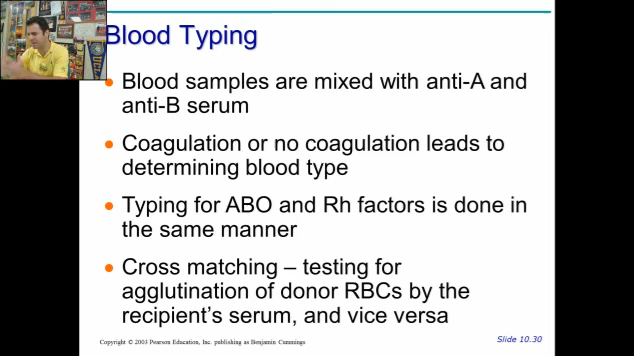 Blood Typing
• Blood samples are mixed with anti-A and
anti-B serum
• Coagulation or no coagulation leads to
determining blood type
• Typing for ABO and Rh factors is done in
the same manner
• Cross matching – testing for
agglutination of donor RBCs by the
recipient's serum, and vice versa
Copyright © 2003 Pearson Education, Inc. publishing as Benjamin Cummings
Slide 10.30